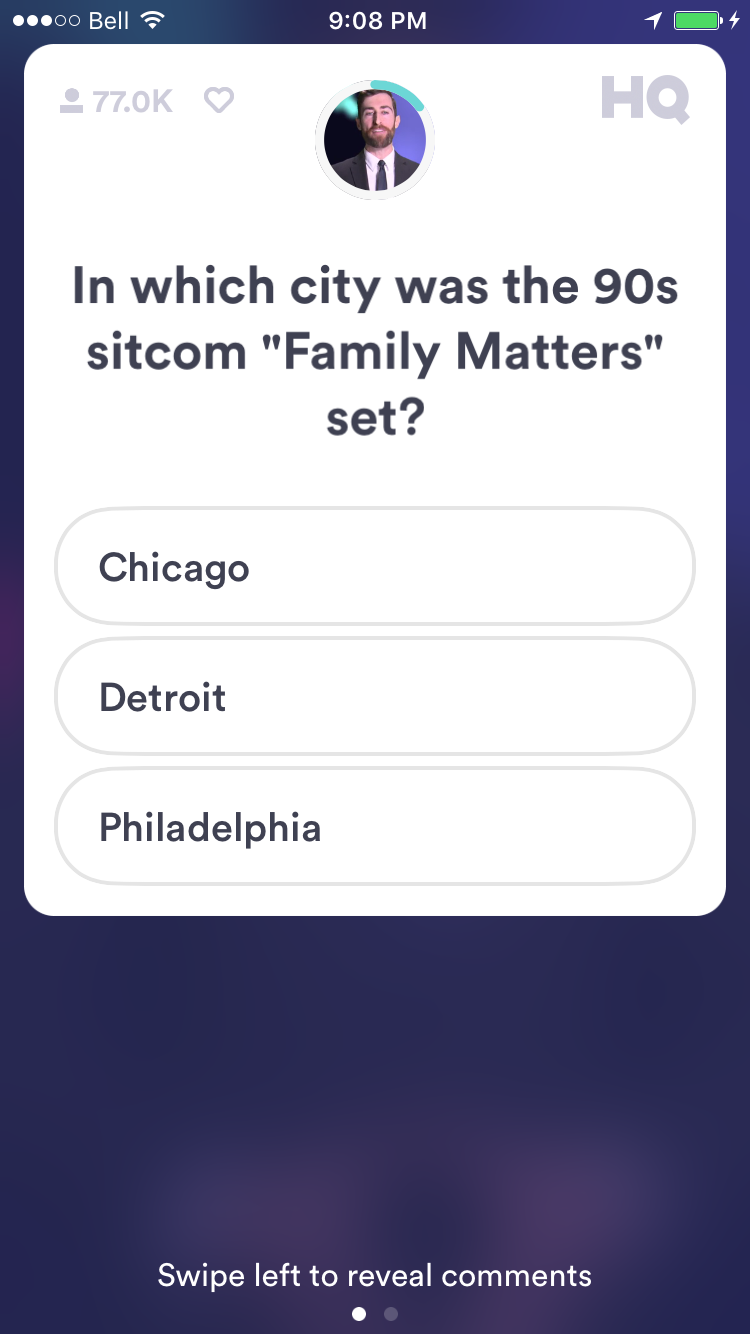 Bell 9:08 PM
77.0K HQ
In which city was the 90s
sitcom "Family Matters"
set?
Chicago
Detroit
Philadelphia
Swipe left to reveal comments